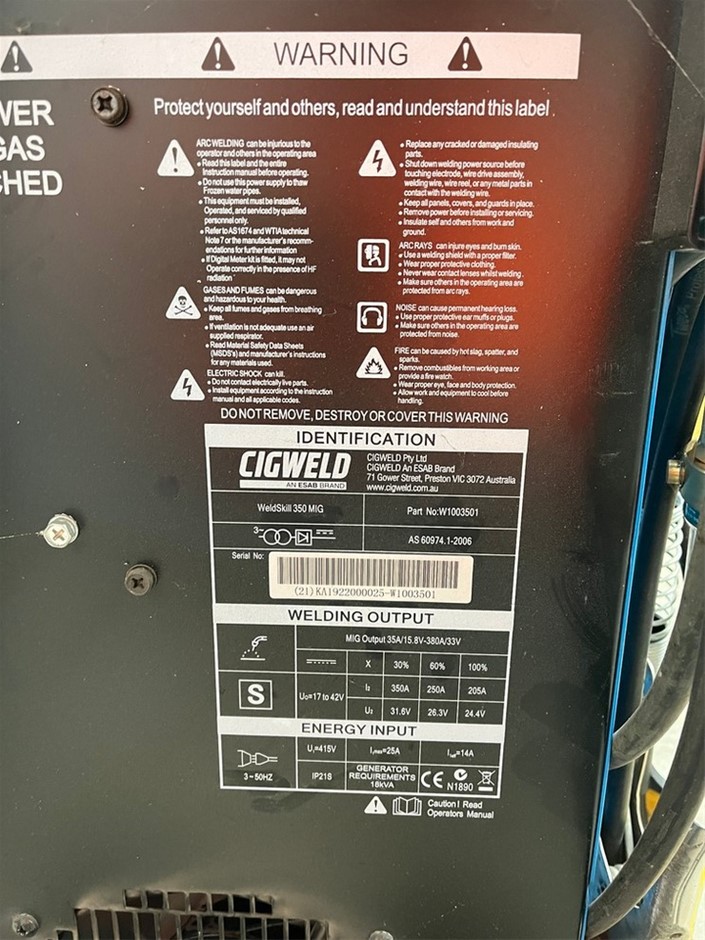 WARNING
WER
GAS
CHED
Protect yourself and others, read and understand this label
ARC WELDING can be injurious to the
operator and others in the operating area
• Read this label and the entire
Instruction manual before operating.
• Do not use this power supply to thaw
Frozen water pipes.
• This equipment must be installed,
Operated, and serviced by qualified
personnel only.
• Refer to AS1674 and WTIA technical
Note 7 or the manufacturer's recomm-
endations for further information
• If Digital Meter kit is fitted, it may not
Operate correctly in the presence of HF
radiation
GASES AND FUMES can be dangerous
and hazardous to your health.
• Keep all fumes and gases from breathing
area.
• If ventilation is not adequate use an air
supplied respirator.
• Read Material Safety Data Sheets
(MSDS's) and manufacturer's instructions
for any materials used.
ELECTRIC SHOCK can kill.
• Do not contact electrically live parts.
• Install equipment according to the instruction
manual and all applicable codes.
• Replace any cracked or damaged insulating
parts.
• Shut down welding power source before
touching electrode, wire drive assembly,
welding wire, wire reel, or any metal parts in
contact with the welding wire.
• Keep all panels, covers, and guards in place.
• Remove power before installing or servicing.
• Insulate self and others from work and
ground.
ARC RAYS can injure eyes and burn skin.
• Use a welding shield with a proper filter.
• Wear proper protective clothing.
• Never wear contact lenses whilst welding.
• Make sure others in the operating area are
protected from arc rays.
NOISE can cause permanent hearing loss.
• Use proper protective ear muffs or plugs.
• Make sure others in the operating area are
protected from noise.
FIRE can be caused by hot slag, spatter, and
sparks.
• Remove combustibles from working area or
provide a fire watch.
• Wear proper eye, face and body protection.
• Allow work and equipment to cool before
handling.
DO NOT REMOVE, DESTROY OR COVER THIS WARNING
IDENTIFICATION
CIGWELD
AN ESAB BRAND
CIGWELD Pty Ltd
CIGWELD An ESAB Brand
71 Gower Street, Preston VIC 3072 Australia
www.cigweld.com.au
WeldSkill 350 MIG
Part No:W1003501
3~
AS 60974.1-2006
Serial No:
(21)KA1922000025-W1003501
WELDING OUTPUT
MIG Output 35A/15.8V-380A/33V
X 30% 60% 100%
S
U₀=17 to 42V
I₂ 350A 250A 205A
U₂ 31.6V 26.3V 24.4V
ENERGY INPUT
U₁=415V I₁max=25A I₁eff=14A
3~50HZ
IP21S
GENERATOR
REQUIREMENTS
18kVA
CE N1890
Caution! Read
Operators Manual